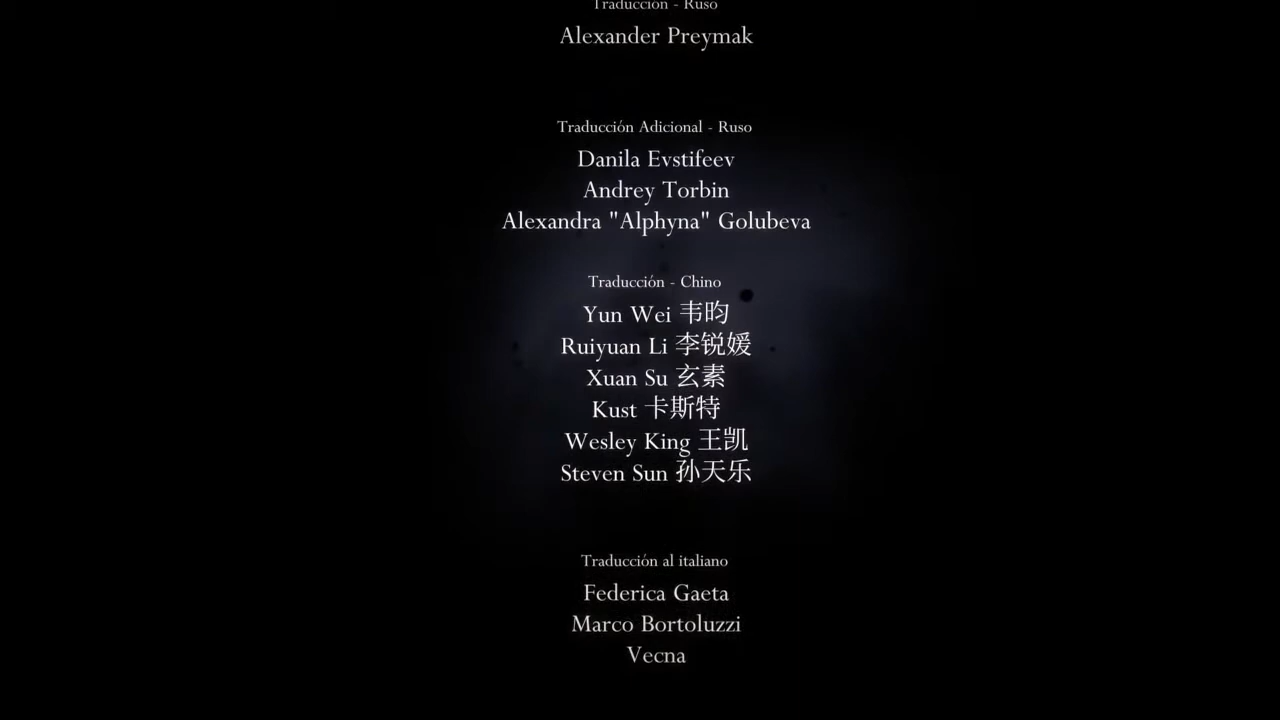 Traducción - Ruso
Alexander Preymak
Traducción Adicional - Ruso
Danila Evstifeev
Andrey Torbin
Alexandra "Alphyna" Golubeva
Traducción - Chino
Yun Wei 韦昀
Ruiyuan Li 李锐媛
Xuan Su 玄素
Kust 卡斯特
Wesley King 王凯
Steven Sun 孙天乐
Traducción al italiano
Federica Gaeta
Marco Bortoluzzi
Vecna